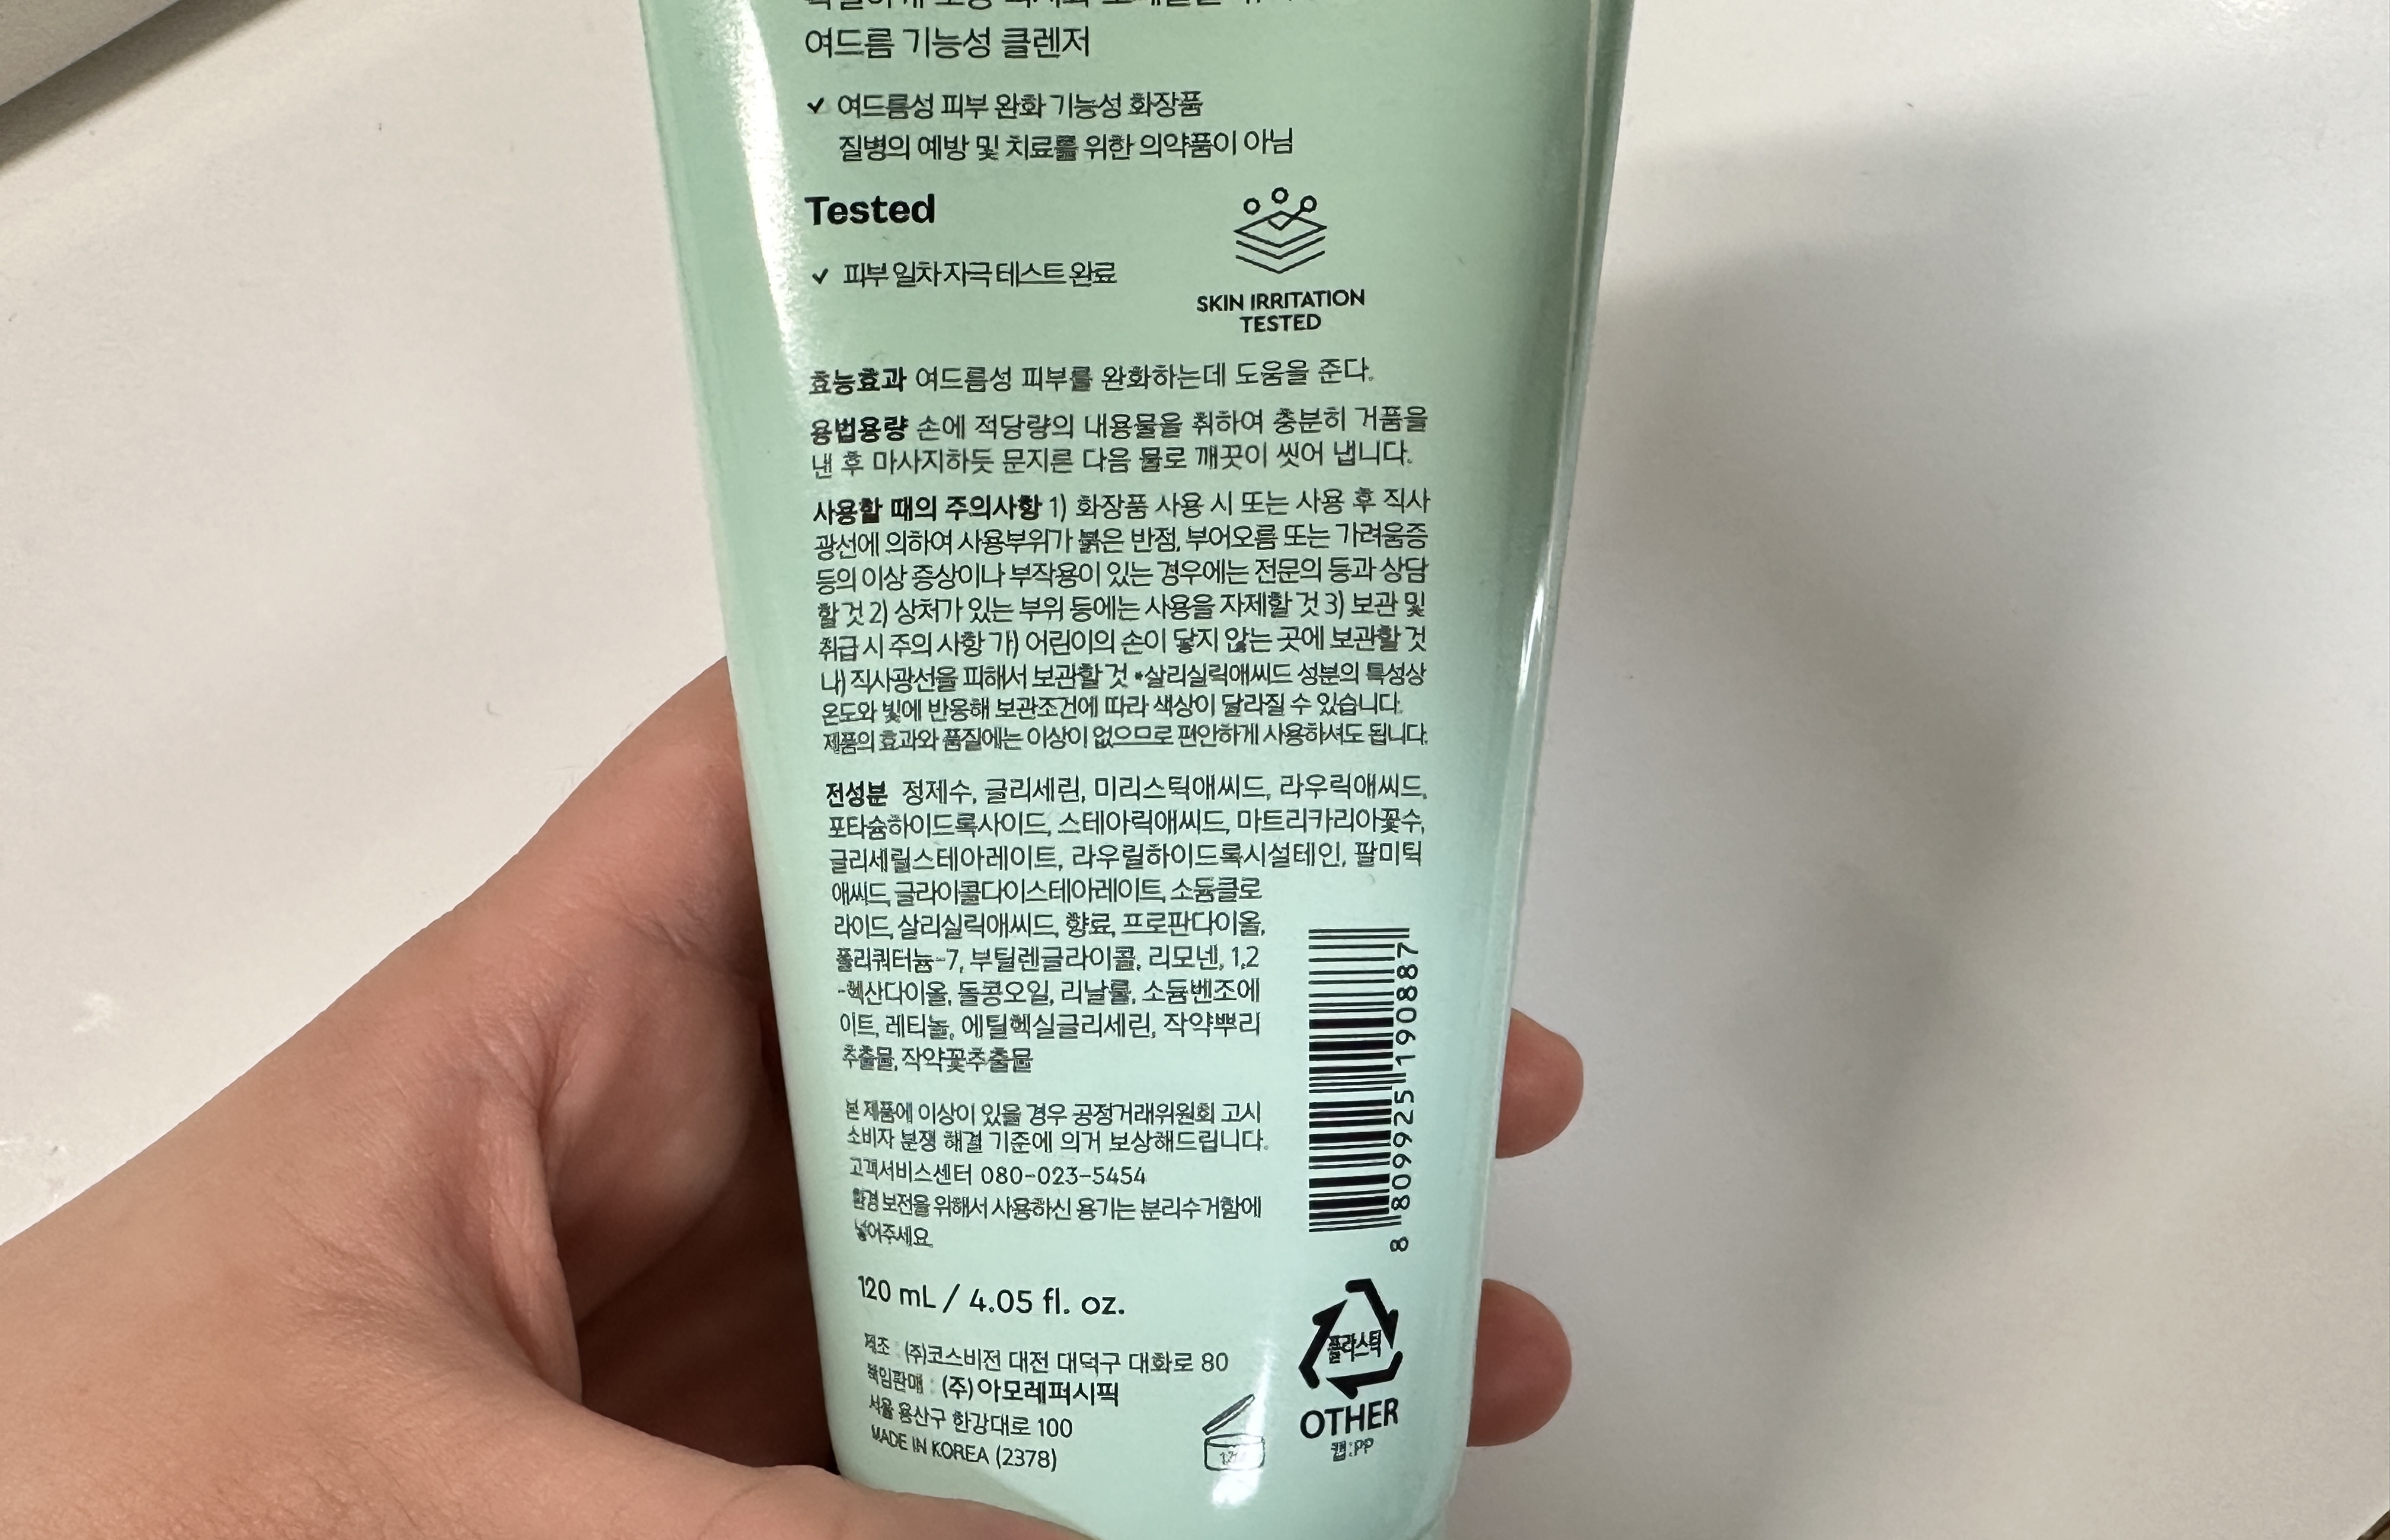 여드름 기능성 클렌저
✓ 여드름성 피부 완화 기능성 화장품
질병의 예방 및 치료를 위한 의약품이 아님
Tested
✓ 피부 일차 자극 테스트 완료
SKIN IRRITATION
TESTED
효능효과 여드름성 피부를 완화하는데 도움을 준다.
용법용량 손에 적당량의 내용물을 취하여 충분히 거품을
낸 후 마사지하듯 문지른 다음 물로 깨끗이 씻어 냅니다.
사용할 때의 주의사항 1) 화장품 사용 시 또는 사용 후 직사
광선에 의하여 사용부위가 붉은 반점, 부어오름 또는 가려움증
등의 이상 증상이나 부작용이 있는 경우에는 전문의 등과 상담
할 것 2) 상처가 있는 부위 등에는 사용을 자제할 것 3) 보관 및
취급 시 주의 사항 가) 어린이의 손이 닿지 않는 곳에 보관할 것
나) 직사광선을 피해서 보관할 것 *살리실릭애씨드 성분의 특성상
온도와 빛에 반응해 보관조건에 따라 색상이 달라질 수 있습니다.
제품의 효과와 품질에는 이상이 없으므로 편안하게 사용하셔도 됩니다.
전성분 정제수, 글리세린, 미리스틱애씨드, 라우릭애씨드,
포타슘하이드록사이드, 스테아릭애씨드, 마트리카리아꽃수,
글리세릴스테아레이트, 라우릴하이드록시설테인, 팔미틱
애씨드, 글라이콜다이스테아레이트, 소듐클로
라이드, 살리실릭애씨드, 향료, 프로판다이올,
폴리쿼터늄-7, 부틸렌글라이콜, 리모넨, 1,2
-헥산다이올, 돌콩오일, 리날룰, 소듐벤조에
이트, 레티놀, 에틸헥실글리세린, 작약뿌리
추출물, 작약꽃추출물
본 제품에 이상이 있을 경우 공정거래위원회 고시
소비자 분쟁 해결 기준에 의거 보상해드립니다.
고객서비스센터 080-023-5454
환경 보전을 위해서 사용하신 용기는 분리수거함에
넣어주세요.
8 809925 190887
120 mL / 4.05 fl. oz.
제조 : (주)코스비전 대전 대덕구 대화로 80
책임판매 : (주)아모레퍼시픽
서울 용산구 한강대로 100
MADE IN KOREA (2378)
플라스틱
OTHER
캡:PP